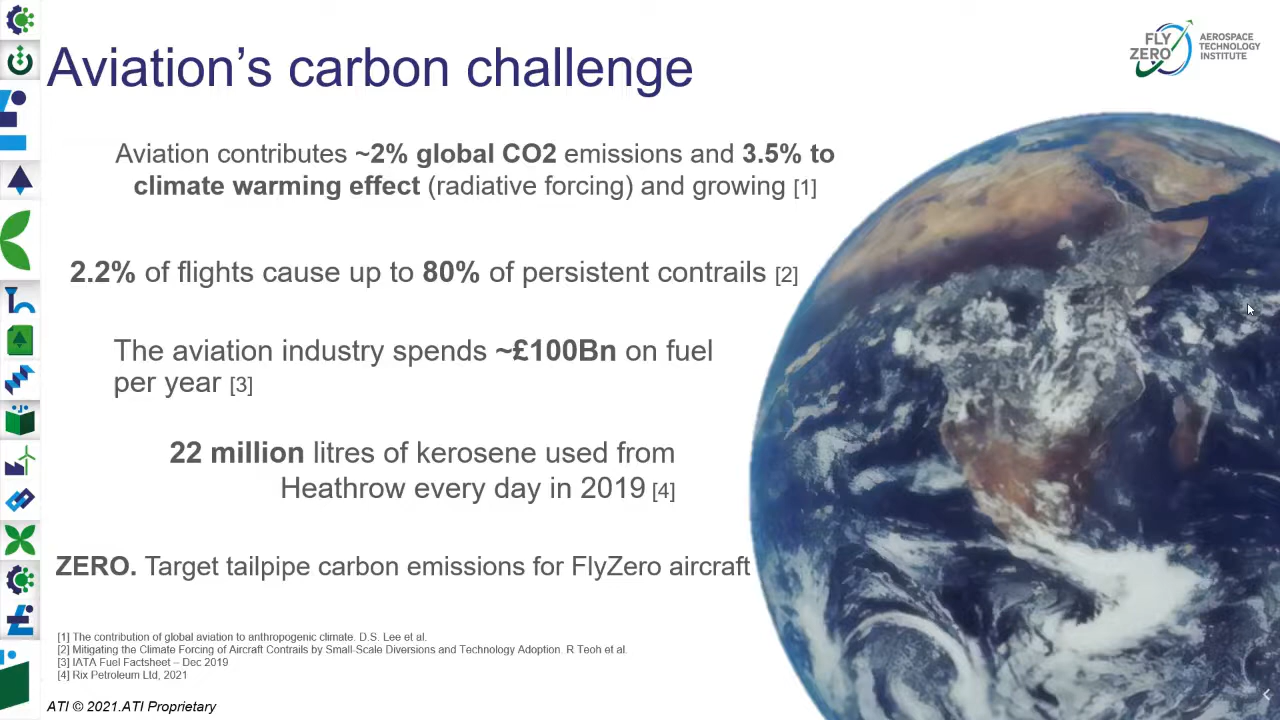 FLY
ZERO
AEROSPACE
TECHNOLOGY
INSTITUTE
Aviation's carbon challenge
Aviation contributes ~2% global CO2 emissions and 3.5% to
climate warming effect (radiative forcing) and growing [1]
2.2% of flights cause up to 80% of persistent contrails [2]
The aviation industry spends ~£100Bn on fuel
per year [3]
22 million litres of kerosene used from
Heathrow every day in 2019 [4]
ZERO. Target tailpipe carbon emissions for FlyZero aircraft
[1] The contribution of global aviation to anthropogenic climate. D.S. Lee et al.
[2] Mitigating the Climate Forcing of Aircraft Contrails by Small-Scale Diversions and Technology Adoption. R Teoh et al.
[3] IATA Fuel Factsheet – Dec 2019
[4] Rix Petroleum Ltd, 2021
ATI © 2021.ATI Proprietary